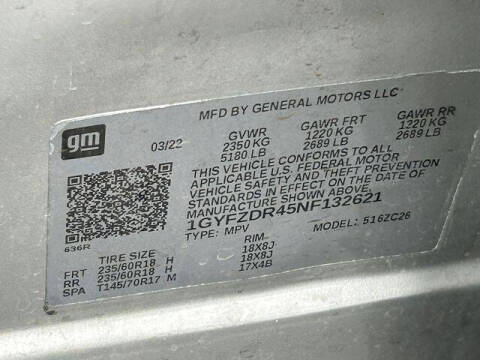 MFD BY GENERAL MOTORS LLC
gm 03/22 GVWR GAWR FRT GAWR RR
2350 KG 1220 KG 1220 KG
5180 LB 2689 LB 2689 LB
THIS VEHICLE CONFORMS TO ALL
APPLICABLE U.S. FEDERAL MOTOR
VEHICLE SAFETY AND THEFT PREVENTION
STANDARDS IN EFFECT ON THE DATE OF
MANUFACTURE SHOWN ABOVE.
1GYFZDR45NF132621
636R TYPE: MPV MODEL: 516ZC26
TIRE SIZE RIM
FRT 235/60R18 H 18X8J
RR 235/60R18 H 18X8J
SPA T145/70R17 M 17X4B